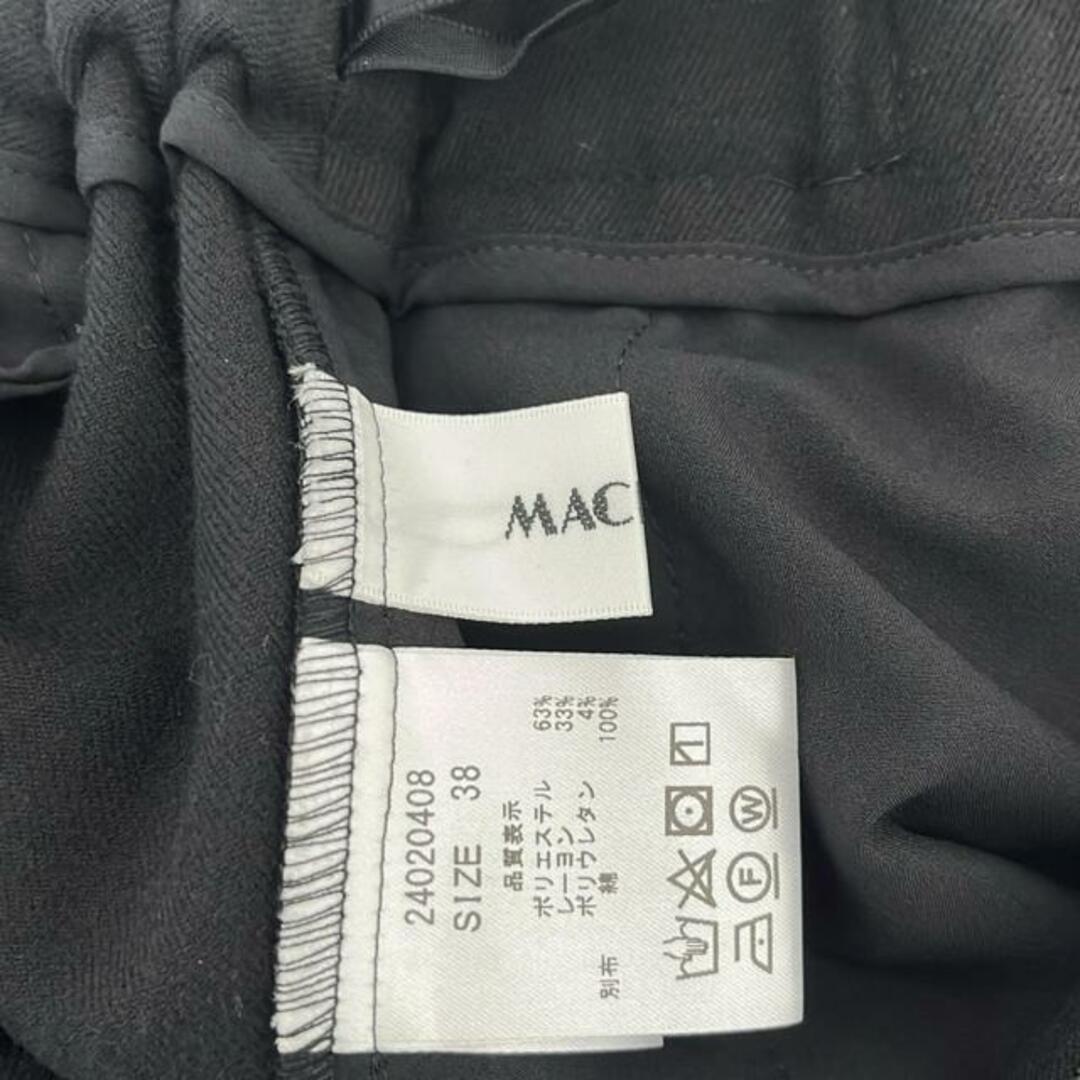 MAC
24020408
SIZE 38
品質表示
ポリエステル 63%
レーヨン 33%
ポリウレタン 4%
別布 綿 100%
W
F